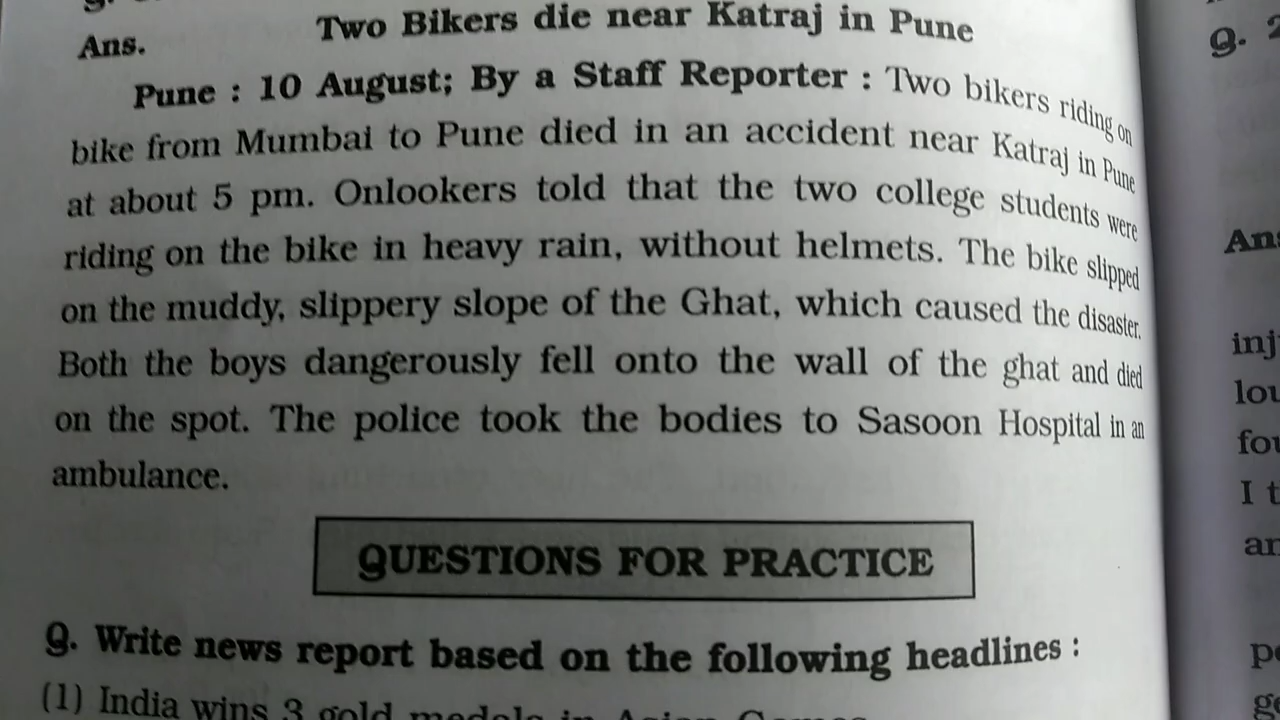 Ans.
Two Bikers die near Katraj in Pune
Pune : 10 August; By a Staff Reporter : Two bikers riding on
bike from Mumbai to Pune died in an accident near Katraj in Pune
at about 5 pm. Onlookers told that the two college students were
riding on the bike in heavy rain, without helmets. The bike slipped
on the muddy, slippery slope of the Ghat, which caused the disaster.
Both the boys dangerously fell onto the wall of the ghat and died
on the spot. The police took the bodies to Sasoon Hospital in an
ambulance.
QUESTIONS FOR PRACTICE
Q. Write news report based on the following headlines :
(1) India wins 3 gold medals in Asian Games
Q. 2
I